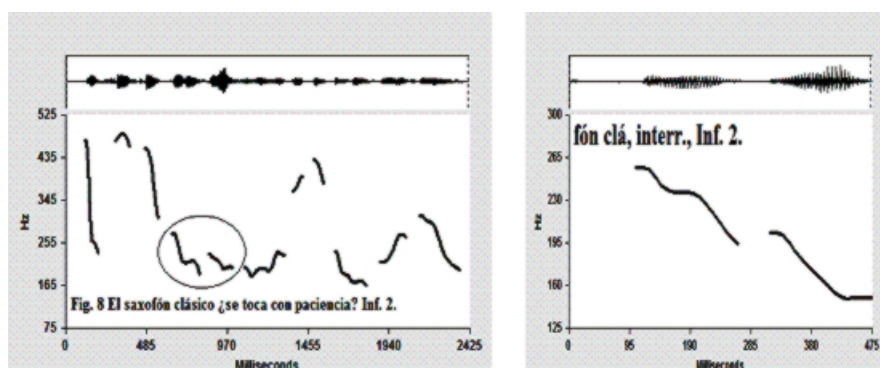 525
435
345
255
165
75
Hz
Fig. 8 El saxofón clásico ¿se toca con paciencia? Inf. 2.
0 485 970 1455 1940 2425
Milliseconds
300
265
230
195
160
125
Hz
fón clá, interr., Inf. 2.
0 95 190 285 380 475
Milliseconds